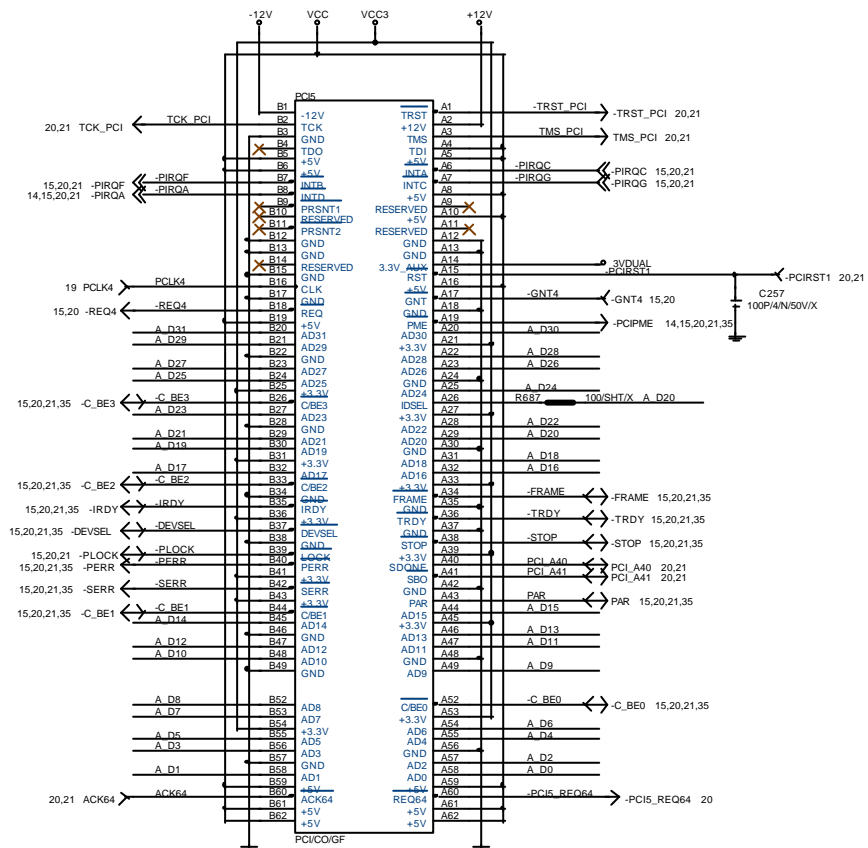 -12V VCC VCC3 +12V
PCI5
B1 -12V TRST A1 -TRST_PCI -TRST_PCI 20,21
20,21 TCK_PCI TCK_PCI B2 TCK +12V A2
B3 GND TMS A3 TMS_PCI TMS_PCI 20,21
B4 TDO TDI A4
B5 +5V +5V A5
B6 +5V INTA A6 -PIRQC -PIRQC 15,20,21
15,20,21 -PIRQF -PIRQF B7 INTB INTC A7 -PIRQG -PIRQG 15,20,21
14,15,20,21 -PIRQA -PIRQA B8 INTD +5V A8
B9 PRSNT1 RESERVED A9
B10 RESERVED +5V A10
B11 PRSNT2 RESERVED A11
B12 GND GND A12
B13 GND GND A13
B14 RESERVED 3.3V_AUX A14 3VDUAL
B15 GND RST A15 -PCIRST1 -PCIRST1 20,21
19 PCLK4 PCLK4 B16 CLK +5V A16
C257
100P/4/N/50V/X
B17 GND GNT A17 -GNT4 -GNT4 15,20
15,20 -REQ4 -REQ4 B18 REQ GND A18
B19 +5V PME A19 -PCIPME 14,15,20,21,35
A_D31 B20 AD31 AD30 A20 A_D30
A_D29 B21 AD29 +3.3V A21
B22 GND AD28 A22 A_D28
A_D27 B23 AD27 AD26 A23 A_D26
A_D25 B24 AD25 GND A24
B25 +3.3V AD24 A25 A_D24
15,20,21,35 -C_BE3 -C_BE3 B26 C/BE3 IDSEL A26 R687 100/SHT/X A_D20
A_D23 B27 AD23 +3.3V A27
B28 GND AD22 A28 A_D22
A_D21 B29 AD21 AD20 A29 A_D20
A_D19 B30 AD19 GND A30
B31 +3.3V AD18 A31 A_D18
A_D17 B32 AD17 AD16 A32 A_D16
15,20,21,35 -C_BE2 -C_BE2 B33 C/BE2 +3.3V A33
B34 GND FRAME A34 -FRAME -FRAME 15,20,21,35
15,20,21,35 -IRDY -IRDY B35 IRDY GND A35
B36 +3.3V TRDY A36 -TRDY -TRDY 15,20,21,35
15,20,21,35 -DEVSEL -DEVSEL B37 DEVSEL GND A37
B38 GND STOP A38 -STOP -STOP 15,20,21,35
15,20,21 -PLOCK -PLOCK B39 LOCK +3.3V A39
15,20,21,35 -PERR -PERR B40 PERR SDONE A40 PCI_A40 PCI_A40 20,21
B41 +3.3V SBO A41 PCI_A41 PCI_A41 20,21
15,20,21,35 -SERR -SERR B42 SERR GND A42
B43 +3.3V PAR A43 PAR PAR 15,20,21,35
15,20,21,35 -C_BE1 -C_BE1 B44 C/BE1 AD15 A44 A_D15
A_D14 B45 AD14 +3.3V A45
B46 GND AD13 A46 A_D13
A_D12 B47 AD12 AD11 A47 A_D11
A_D10 B48 AD10 GND A48
B49 GND AD9 A49 A_D9
A_D8 B52 AD8 C/BE0 A52 -C_BE0 -C_BE0 15,20,21,35
A_D7 B53 AD7 +3.3V A53
B54 +3.3V AD6 A54 A_D6
A_D5 B55 AD5 AD4 A55 A_D4
A_D3 B56 AD3 GND A56
B57 GND AD2 A57 A_D2
A_D1 B58 AD1 AD0 A58 A_D0
B59 +5V +5V A59
20,21 ACK64 ACK64 B60 ACK64 REQ64 A60 -PCI5_REQ64 -PCI5_REQ64 20
B61 +5V +5V A61
B62 +5V +5V A62
PCI/CO/GF